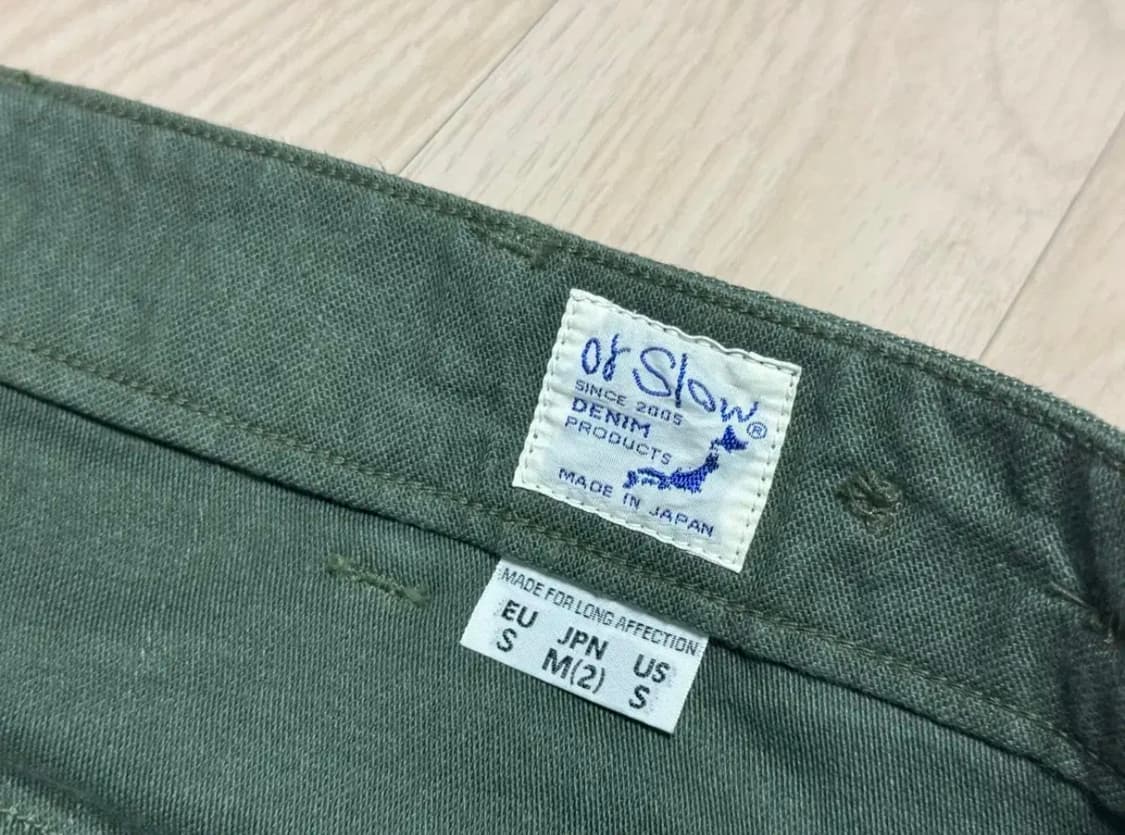 or Slow®
SINCE 2005
DENIM
PRODUCTS
MADE IN JAPAN
MADE FOR LONG AFFECTION
EU JPN US
S M(2) S